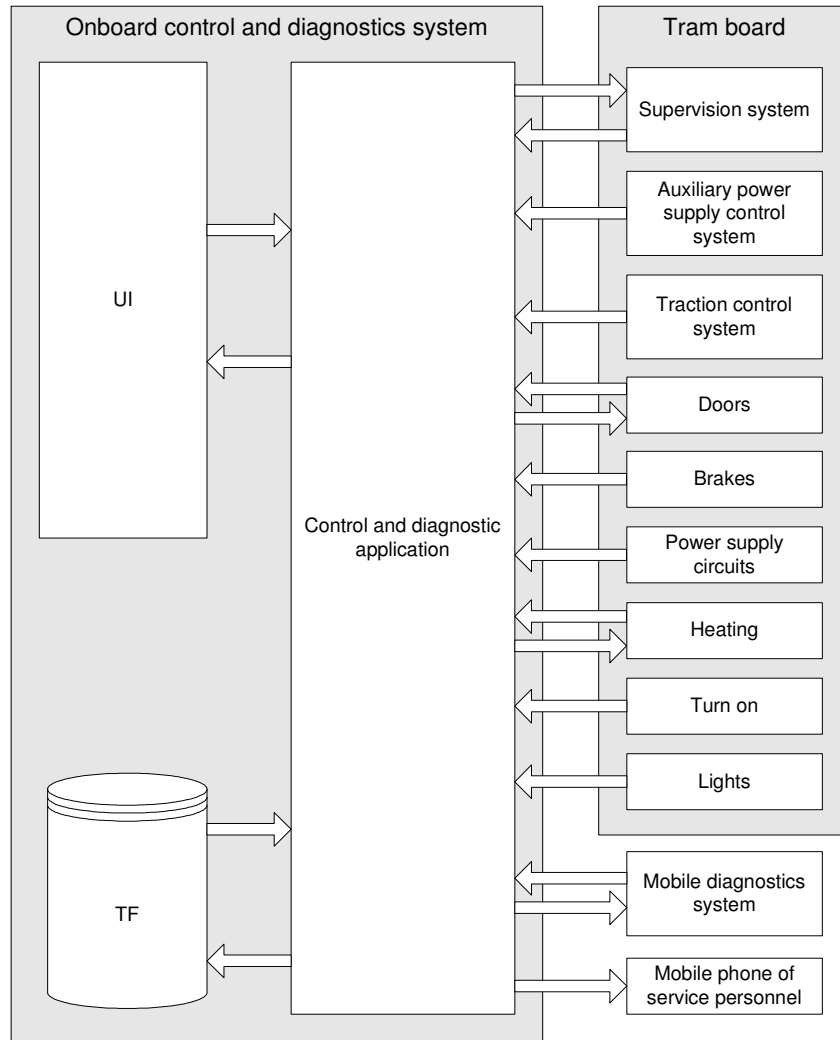 Onboard control and diagnostics system
UI
TF
Control and diagnostic
application
Tram board
Supervision system
Auxiliary power
supply control
system
Traction control
system
Doors
Brakes
Power supply
circuits
Heating
Turn on
Lights
Mobile diagnostics
system
Mobile phone of
service personnel